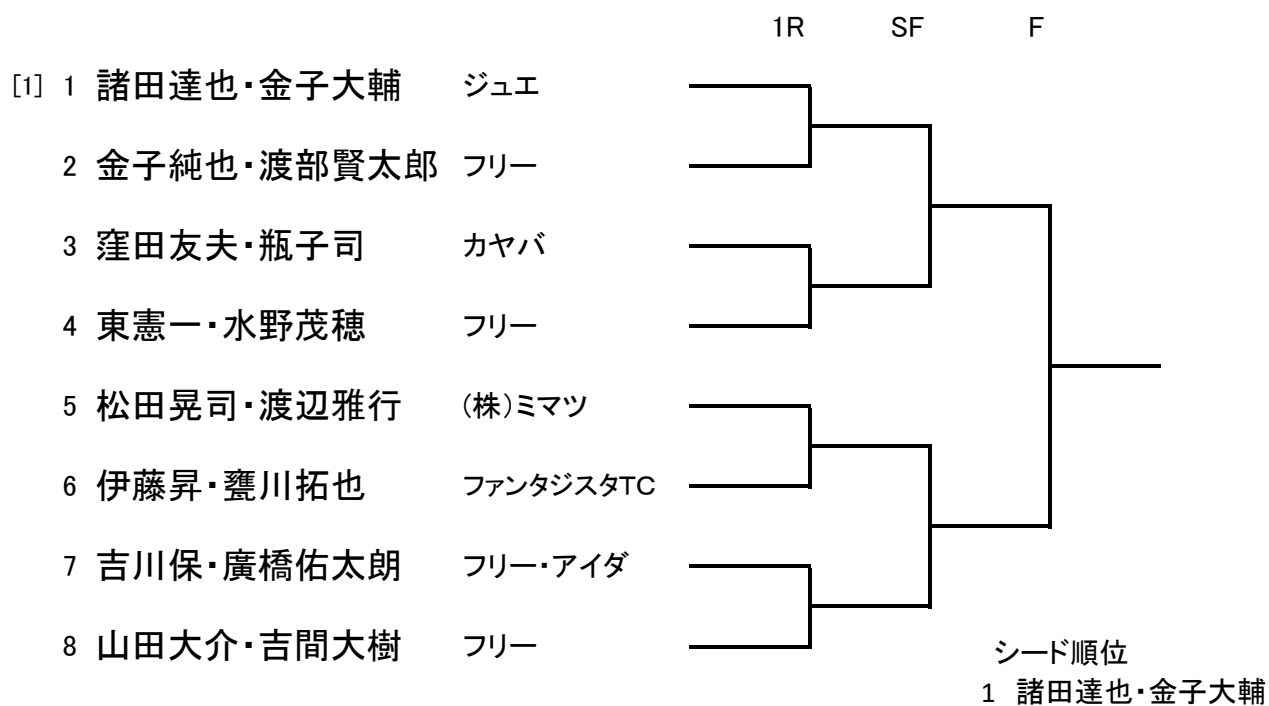 1R SF F
[1] 1 諸田達也・金子大輔 ジュエ
2 金子純也・渡部賢太郎 フリー
3 窪田友夫・瓶子司 カヤバ
4 東憲一・水野茂穂 フリー
5 松田晃司・渡辺雅行 (株)ミマツ
6 伊藤昇・甕川拓也 ファンタジスタTC
7 吉川保・廣橋佑太朗 フリー・アイダ
8 山田大介・吉間大樹 フリー
シード順位
1 諸田達也・金子大輔